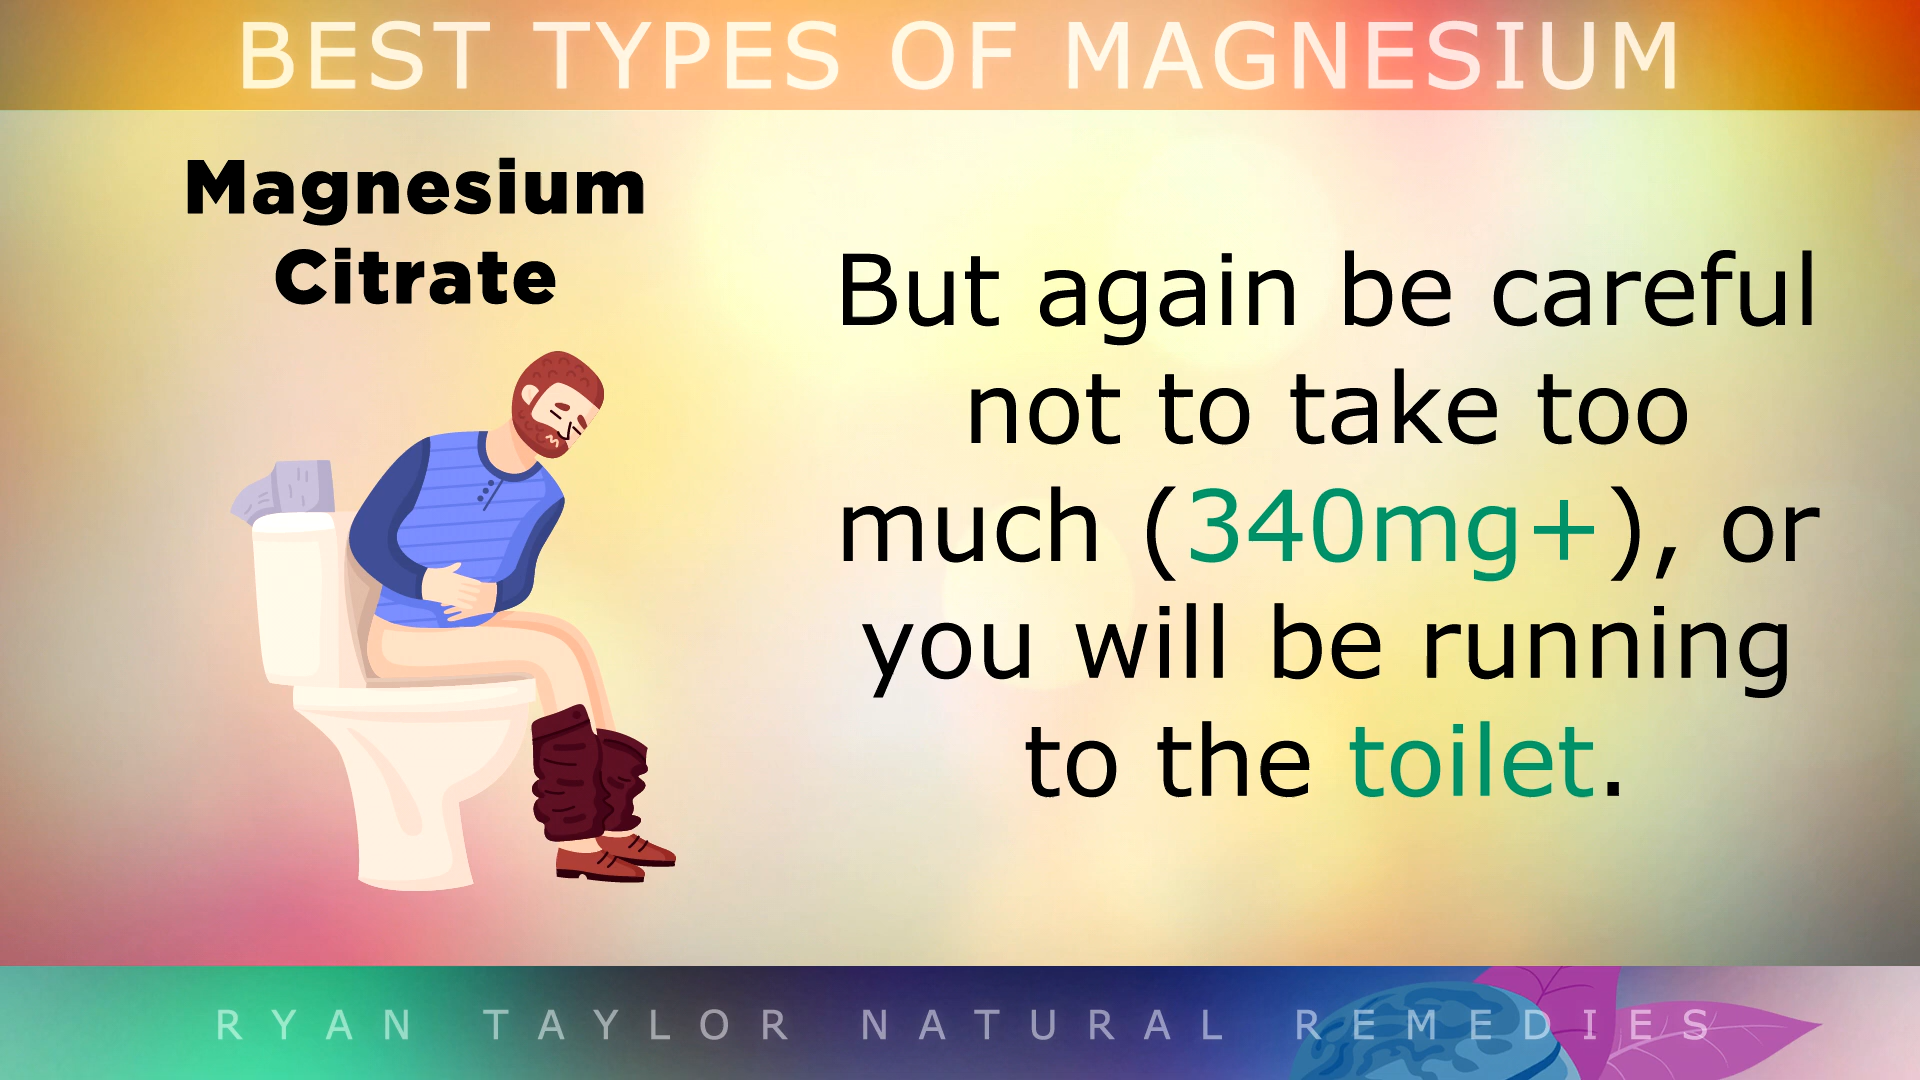 BEST TYPES OF MAGNESIUM
Magnesium
Citrate
But again be careful
not to take too
much (340mg+), or
you will be running
to the toilet.
RYAN TAYLOR NATURAL REMEDIES